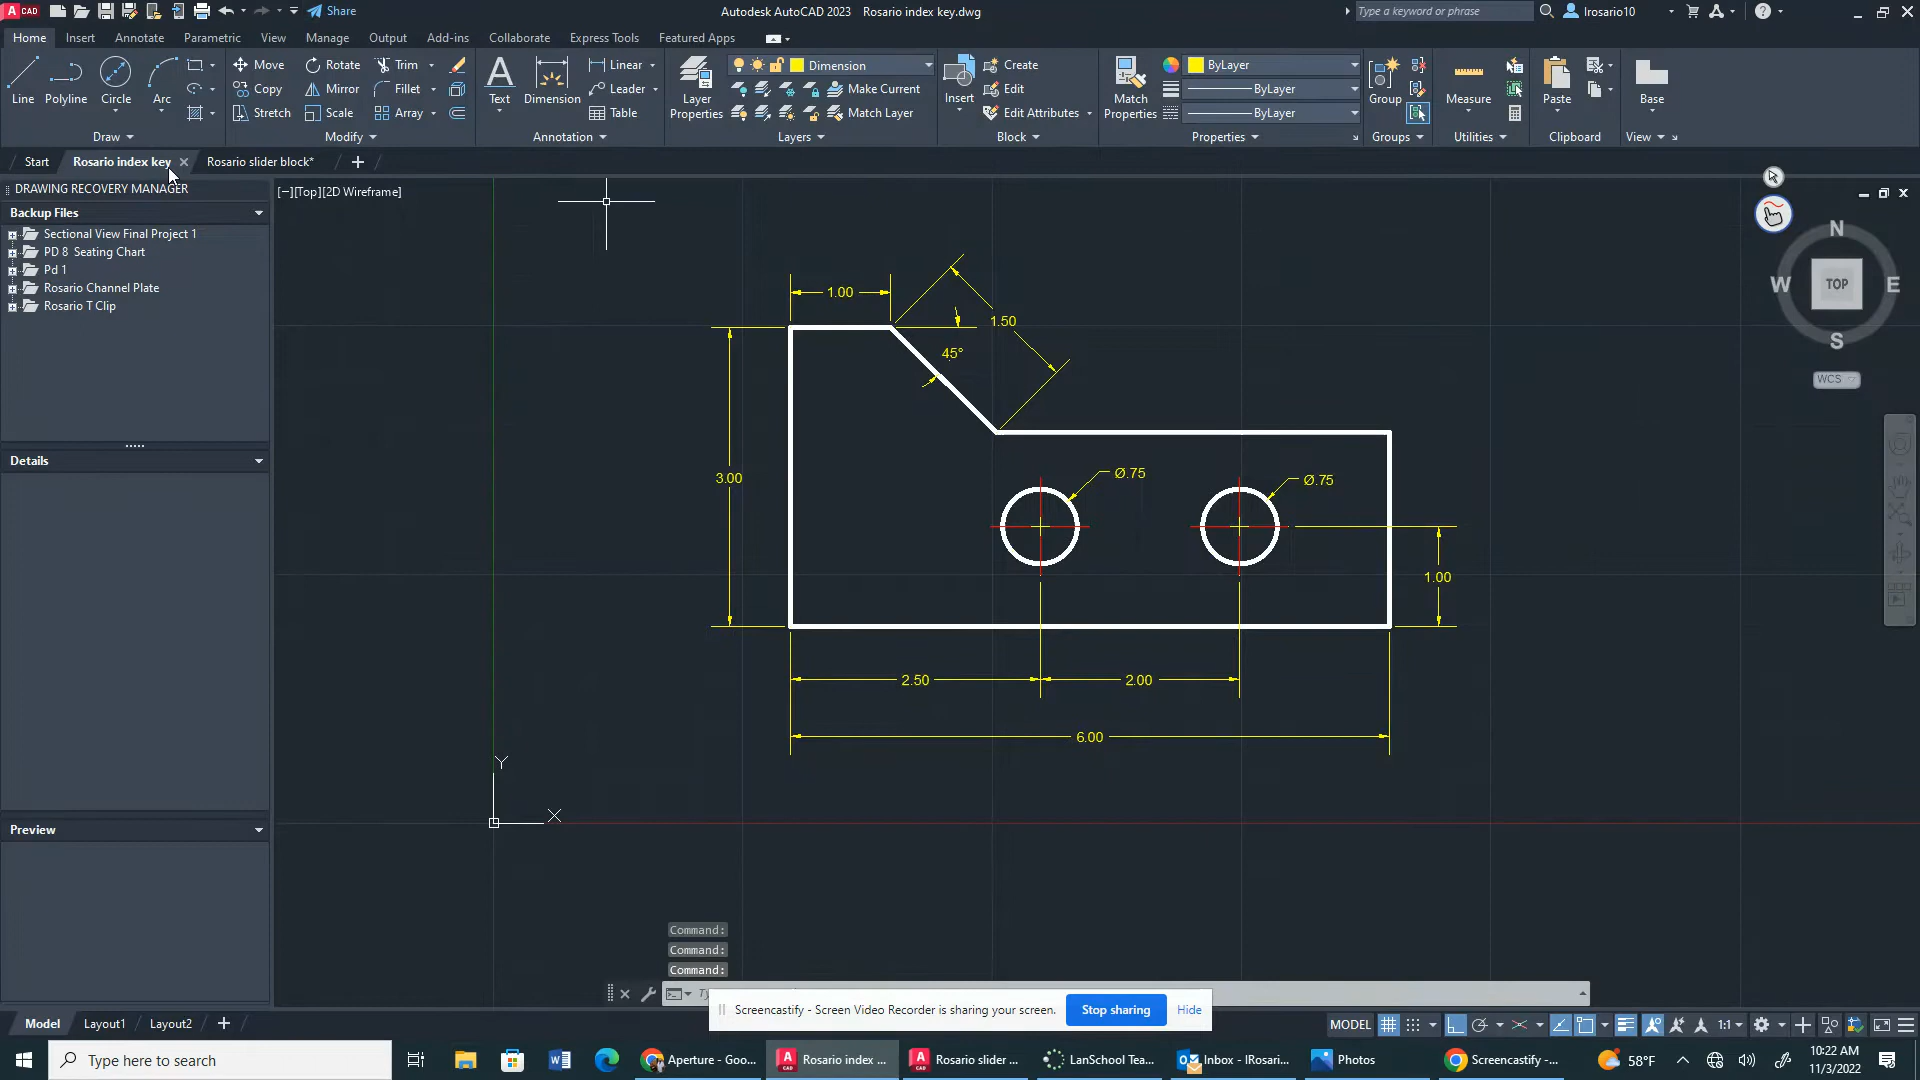 CAD
Share
Autodesk AutoCAD 2023 Rosario index key.dwg
Type a keyword or phrase
lrosario10
Home Insert Annotate Parametric View Manage Output Add-ins Collaborate Express Tools Featured Apps
Line Polyline Circle Arc
Move Rotate Trim
Copy Mirror Fillet
Stretch Scale Array
Text Dimension
Linear
Leader
Table
Layer Properties
Dimension
Make Current
Match Layer
Insert
Create
Edit
Edit Attributes
Match Properties
ByLayer
ByLayer
ByLayer
Group
Measure
Paste
Base
Draw Modify Annotation Layers Block Properties Groups Utilities Clipboard View
Start Rosario index key Rosario slider block*
DRAWING RECOVERY MANAGER
Backup Files
Sectional View Final Project 1
PD 8 Seating Chart
Pd 1
Rosario Channel Plate
Rosario T Clip
Details
Preview
[−][Top][2D Wireframe]
N
W TOP E
S
WCS
1.00
1.50
45°
3.00
Ø.75
Ø.75
1.00
2.50
2.00
6.00
Y
X
Command:
Command:
Command:
Screencastify - Screen Video Recorder is sharing your screen. Stop sharing Hide
Model Layout1 Layout2
MODEL 1:1
Type here to search
Aperture - Goo...
Rosario index ...
Rosario slider ...
LanSchool Tea...
Inbox - IRosari...
Photos
Screencastify -...
58°F
10:22 AM
11/3/2022